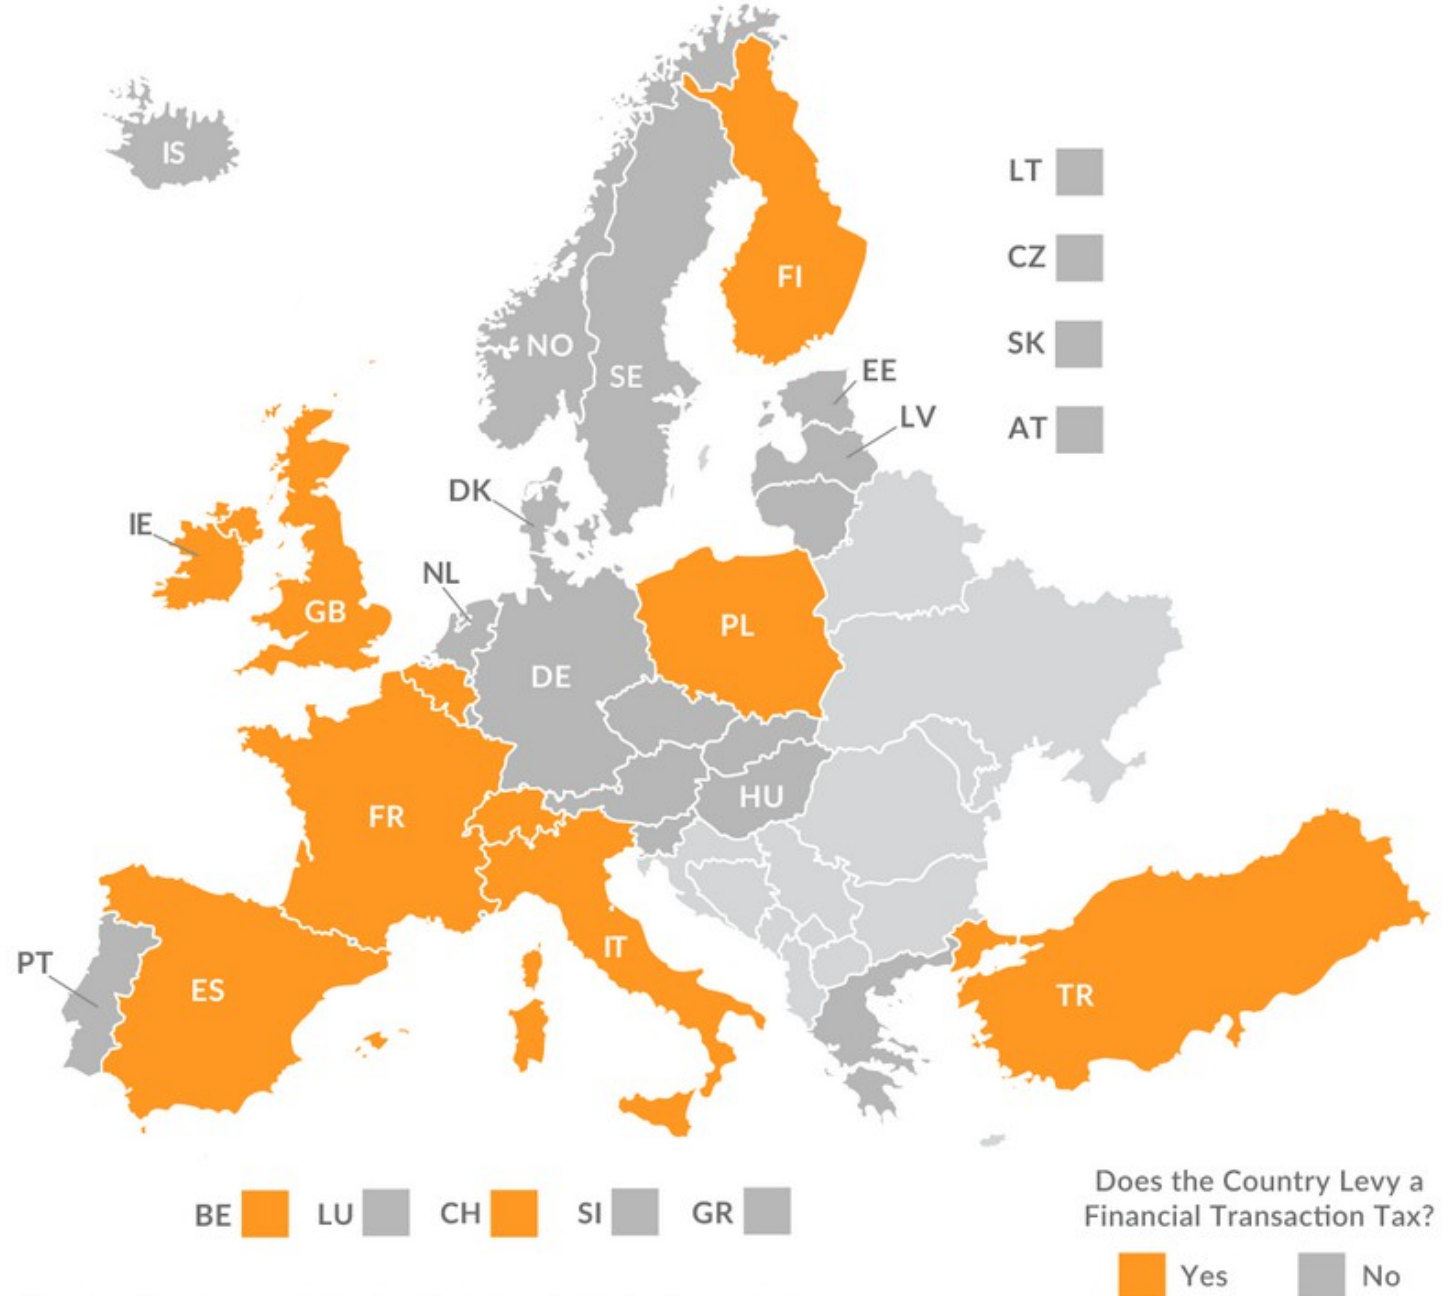 IS
LT
CZ
FI
SK
NO
EE
SE
LV
AT
DK
IE
NL
GB
PL
DE
HU
FR
IT
PT
ES
TR
Does the Country Levy a
Financial Transaction Tax?
BE
LU
CH
SI
GR
Yes
No